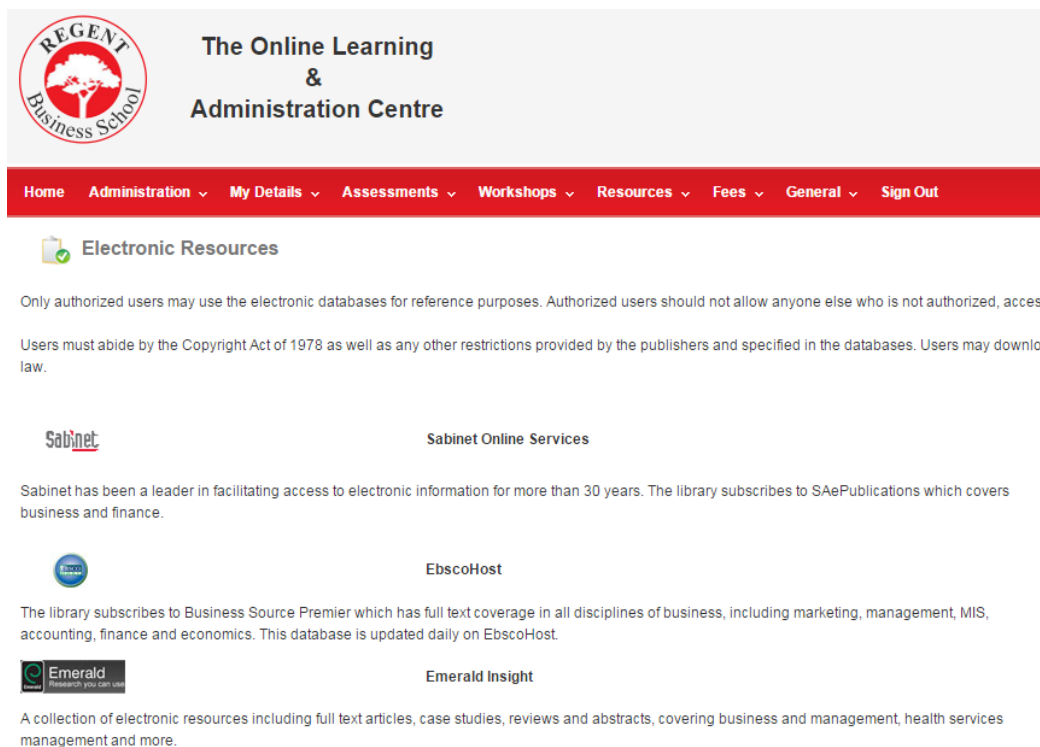 REGENT
Business School
The Online Learning
&
Administration Centre
Home Administration My Details Assessments Workshops Resources Fees General Sign Out
Electronic Resources
Only authorized users may use the electronic databases for reference purposes. Authorized users should not allow anyone else who is not authorized, acces
Users must abide by the Copyright Act of 1978 as well as any other restrictions provided by the publishers and specified in the databases. Users may downlo
law.
Sabinet Sabinet Online Services
Sabinet has been a leader in facilitating access to electronic information for more than 30 years. The library subscribes to SAePublications which covers
business and finance.
EBSCO EbscoHost
The library subscribes to Business Source Premier which has full text coverage in all disciplines of business, including marketing, management, MIS,
accounting, finance and economics. This database is updated daily on EbscoHost.
Emerald
Research you can use
Emerald
Emerald Insight
A collection of electronic resources including full text articles, case studies, reviews and abstracts, covering business and management, health services
management and more.